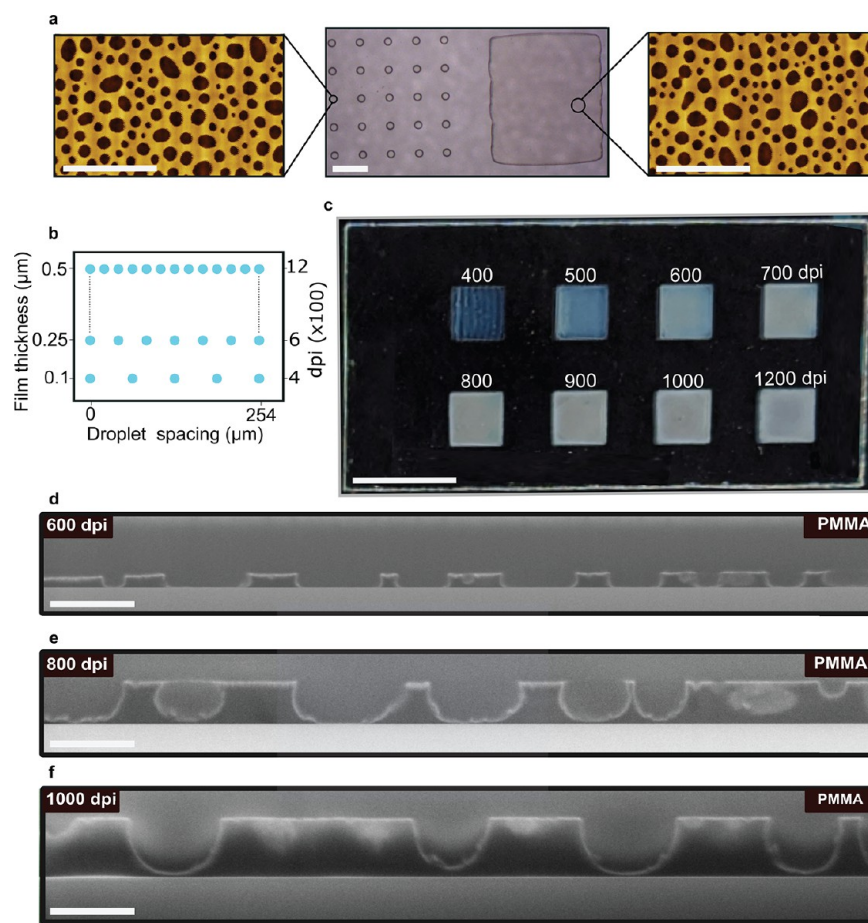 a
b
c
0.5
0.25
0.1
Film thickness (µm)
12
6
4
dpi (x100)
0
254
Droplet spacing (µm)
400
500
600
700 dpi
800
900
1000
1200 dpi
d
600 dpi
PMMA
e
800 dpi
PMMA
f
1000 dpi
PMMA